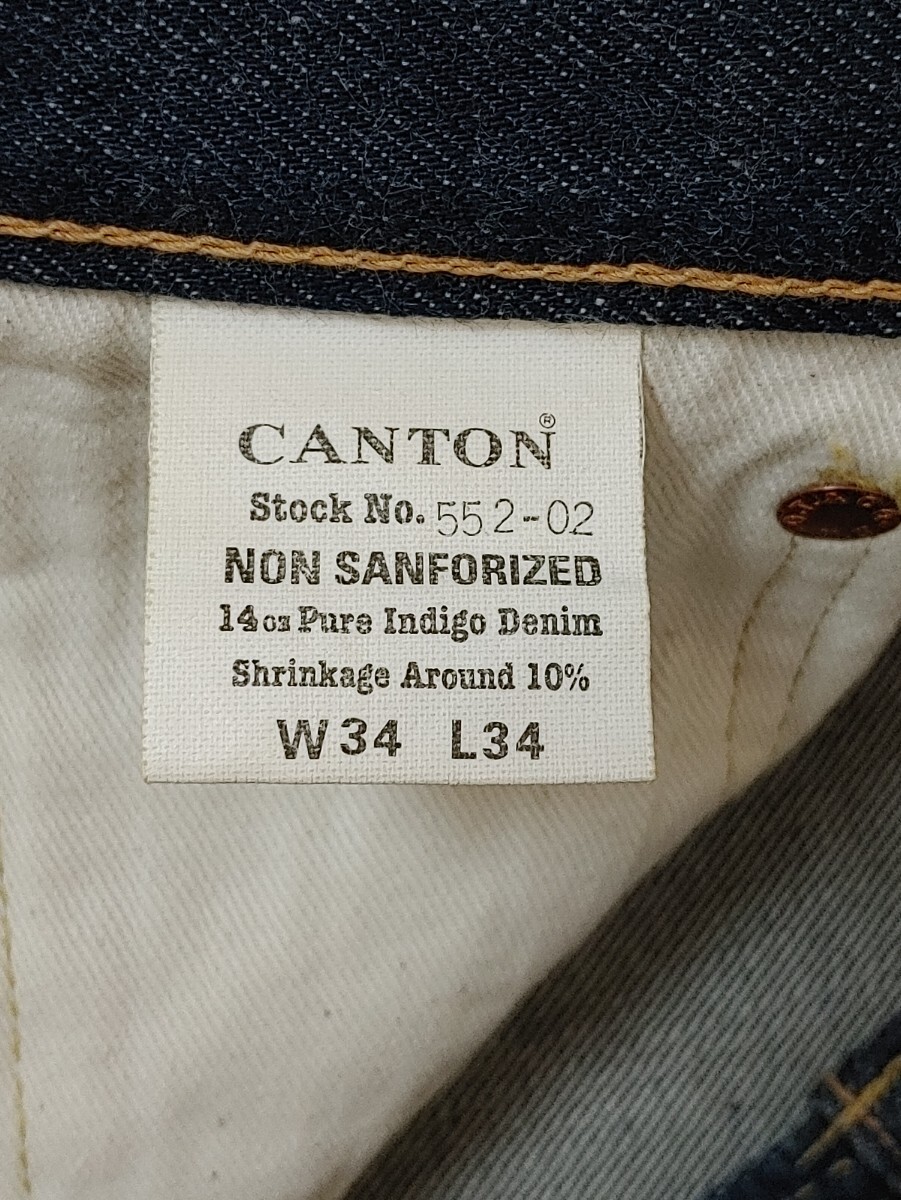 CANTON®
Stock No. 552-02
NON SANFORIZED
14oz Pure Indigo Denim
Shrinkage Around 10%
W34 L34